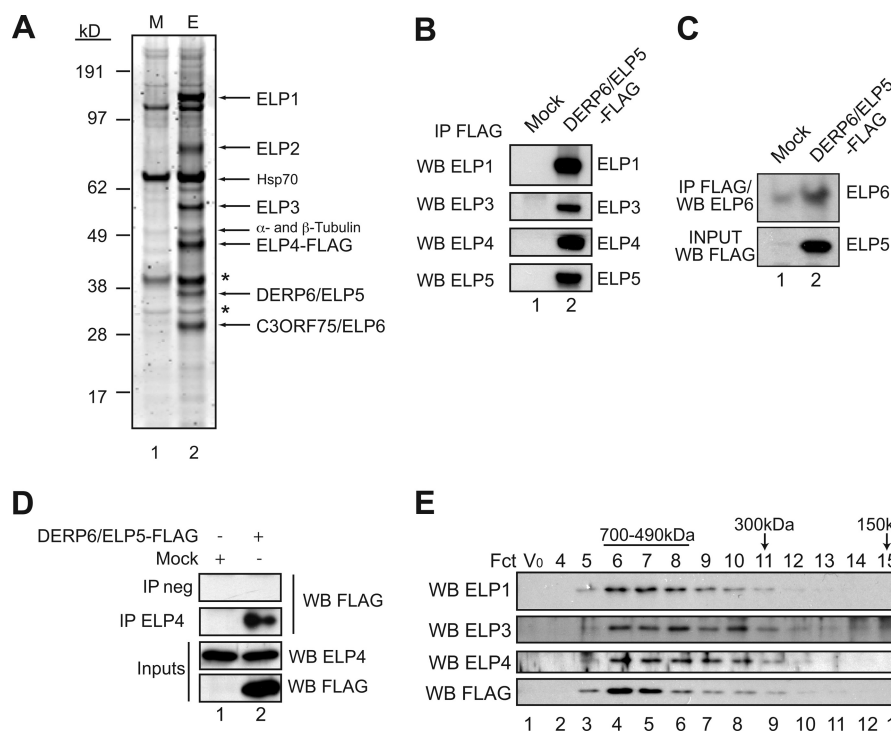 A
kD
M E
191
97
62
49
38
28
17
ELP1
ELP2
Hsp70
ELP3
α- and β-Tubulin
ELP4-FLAG
*
DERP6/ELP5
*
C3ORF75/ELP6
1 2
B
IP FLAG
Mock
DERP6/ELP5
-FLAG
WB ELP1 ELP1
WB ELP3 ELP3
WB ELP4 ELP4
WB ELP5 ELP5
1 2
C
Mock
DERP6/ELP5
-FLAG
IP FLAG/
WB ELP6
ELP6
INPUT
WB FLAG
ELP5
1 2
D
DERP6/ELP5-FLAG - +
Mock + -
IP neg
IP ELP4
WB FLAG
Inputs
WB ELP4
WB FLAG
1 2
E
700-490kDa
300kDa
150k
Fct V0 4 5 6 7 8 9 10 11 12 13 14 15
WB ELP1
WB ELP3
WB ELP4
WB FLAG
1 2 3 4 5 6 7 8 9 10 11 12 1